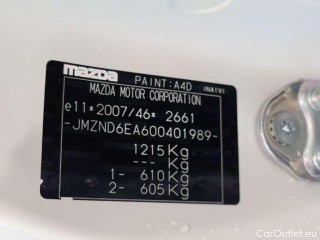 mazda PAINT:A4D (NATV)
MAZDA MOTOR CORPORATION
e11*2007/46* 2661
-JMZND6EA600401989-
1215Kg
---Kg
1- 610Kg
2- 605Kg
CarOutlet.eu